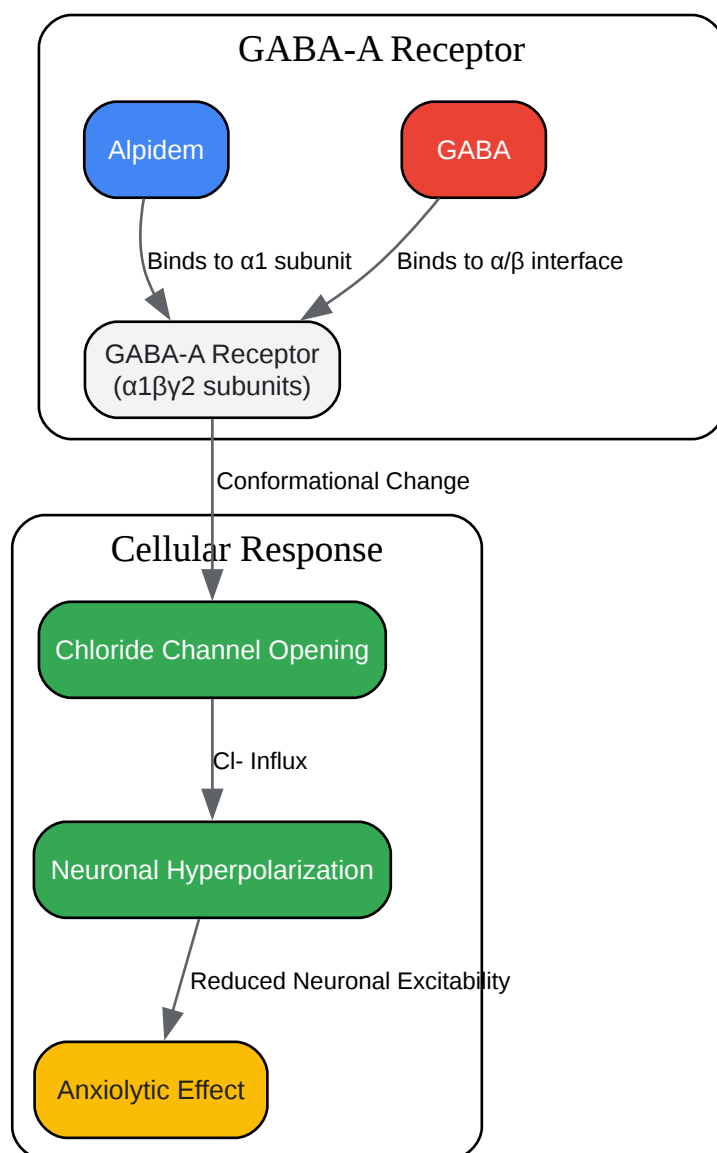 GABA-A Receptor
Alpidem
GABA
Binds to α1 subunit
Binds to α/β interface
GABA-A Receptor
(α1βγ2 subunits)
Conformational Change
Cellular Response
Chloride Channel Opening
Cl- Influx
Neuronal Hyperpolarization
Reduced Neuronal Excitability
Anxiolytic Effect